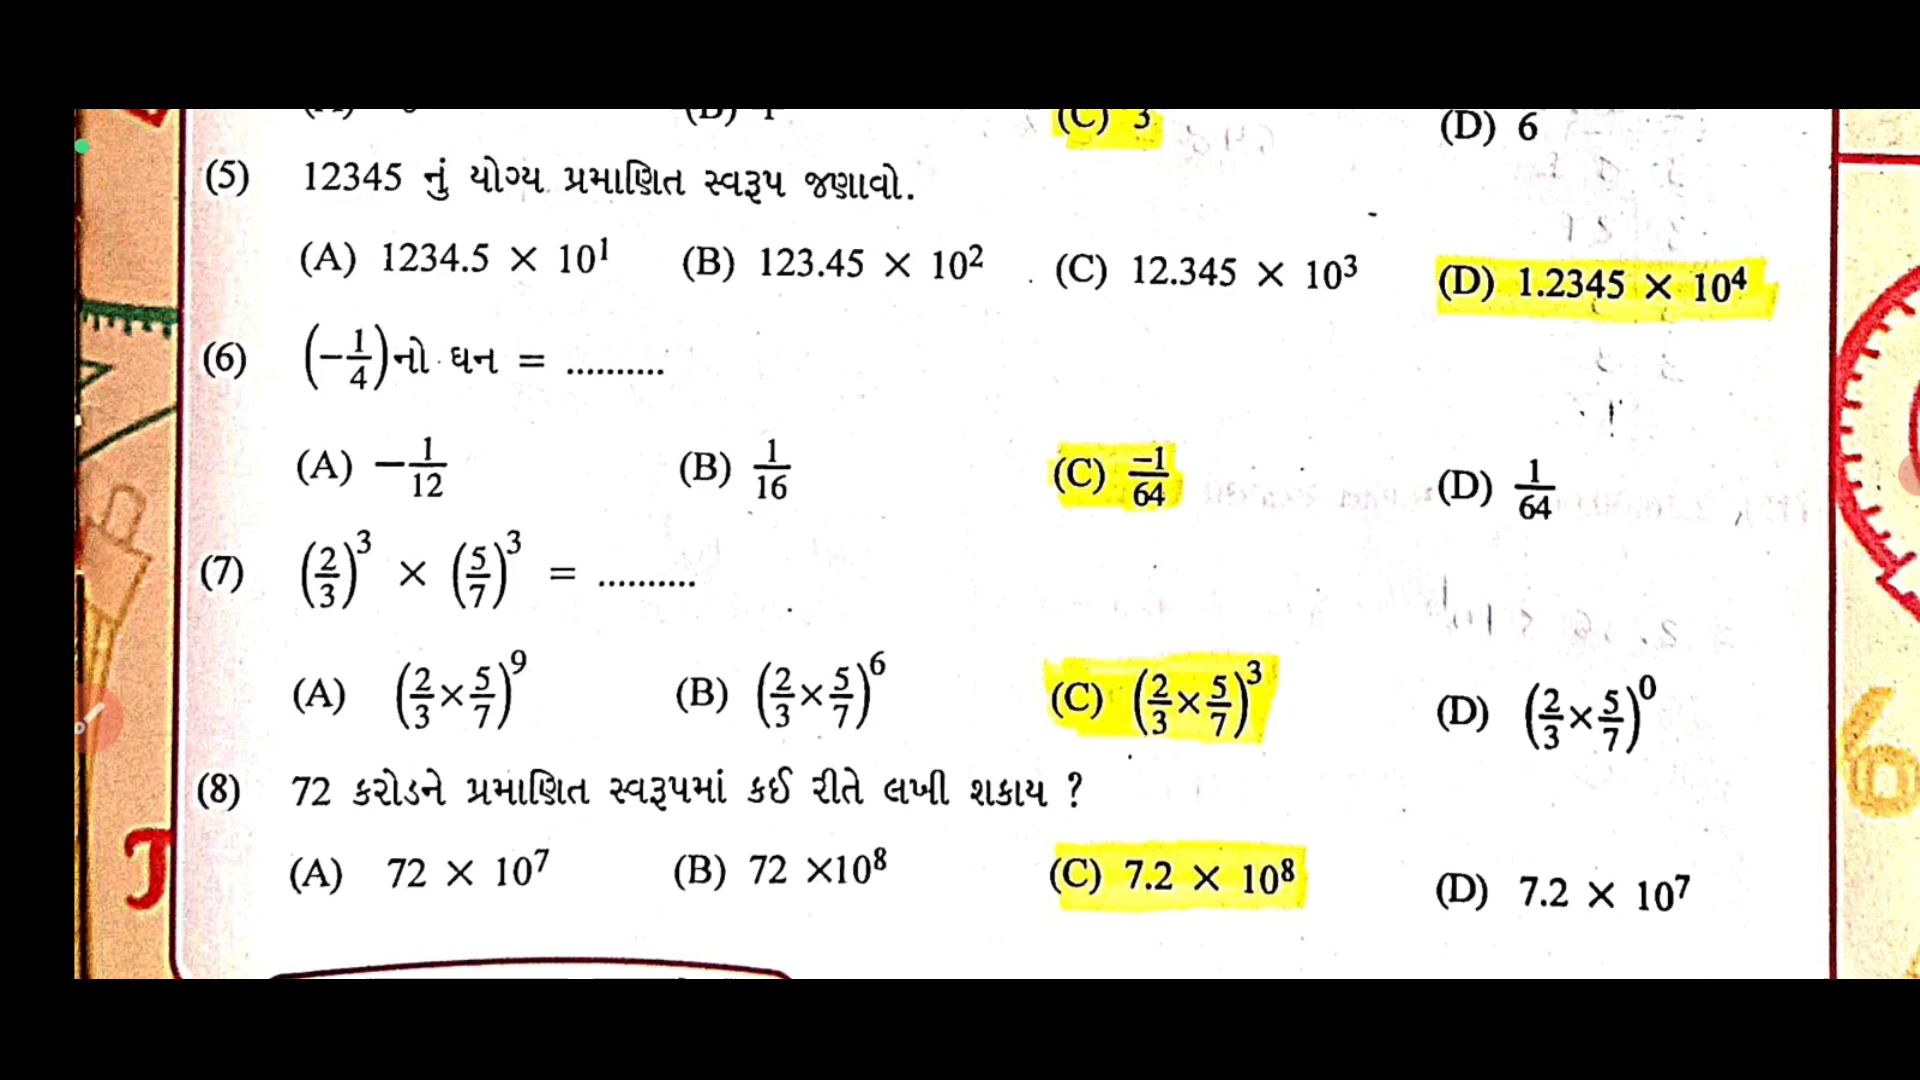 (C) 3 (D) 6
(5) 12345 નું યોગ્ય પ્રમાણિત સ્વરૂપ જણાવો.
(A) 1234.5 × 10¹ (B) 123.45 × 10² (C) 12.345 × 10³ (D) 1.2345 × 10⁴
(6) (−1/4)નો ઘન = ..........
(A) −1/12 (B) 1/16 (C) −1/64 (D) 1/64
(7) (2/3)³ × (5/7)³ = ..........
(A) (2/3×5/7)⁹ (B) (2/3×5/7)⁶ (C) (2/3×5/7)³ (D) (2/3×5/7)⁰
(8) 72 કરોડને પ્રમાણિત સ્વરૂપમાં કઈ રીતે લખી શકાય ?
(A) 72 × 10⁷ (B) 72 ×10⁸ (C) 7.2 × 10⁸ (D) 7.2 × 10⁷